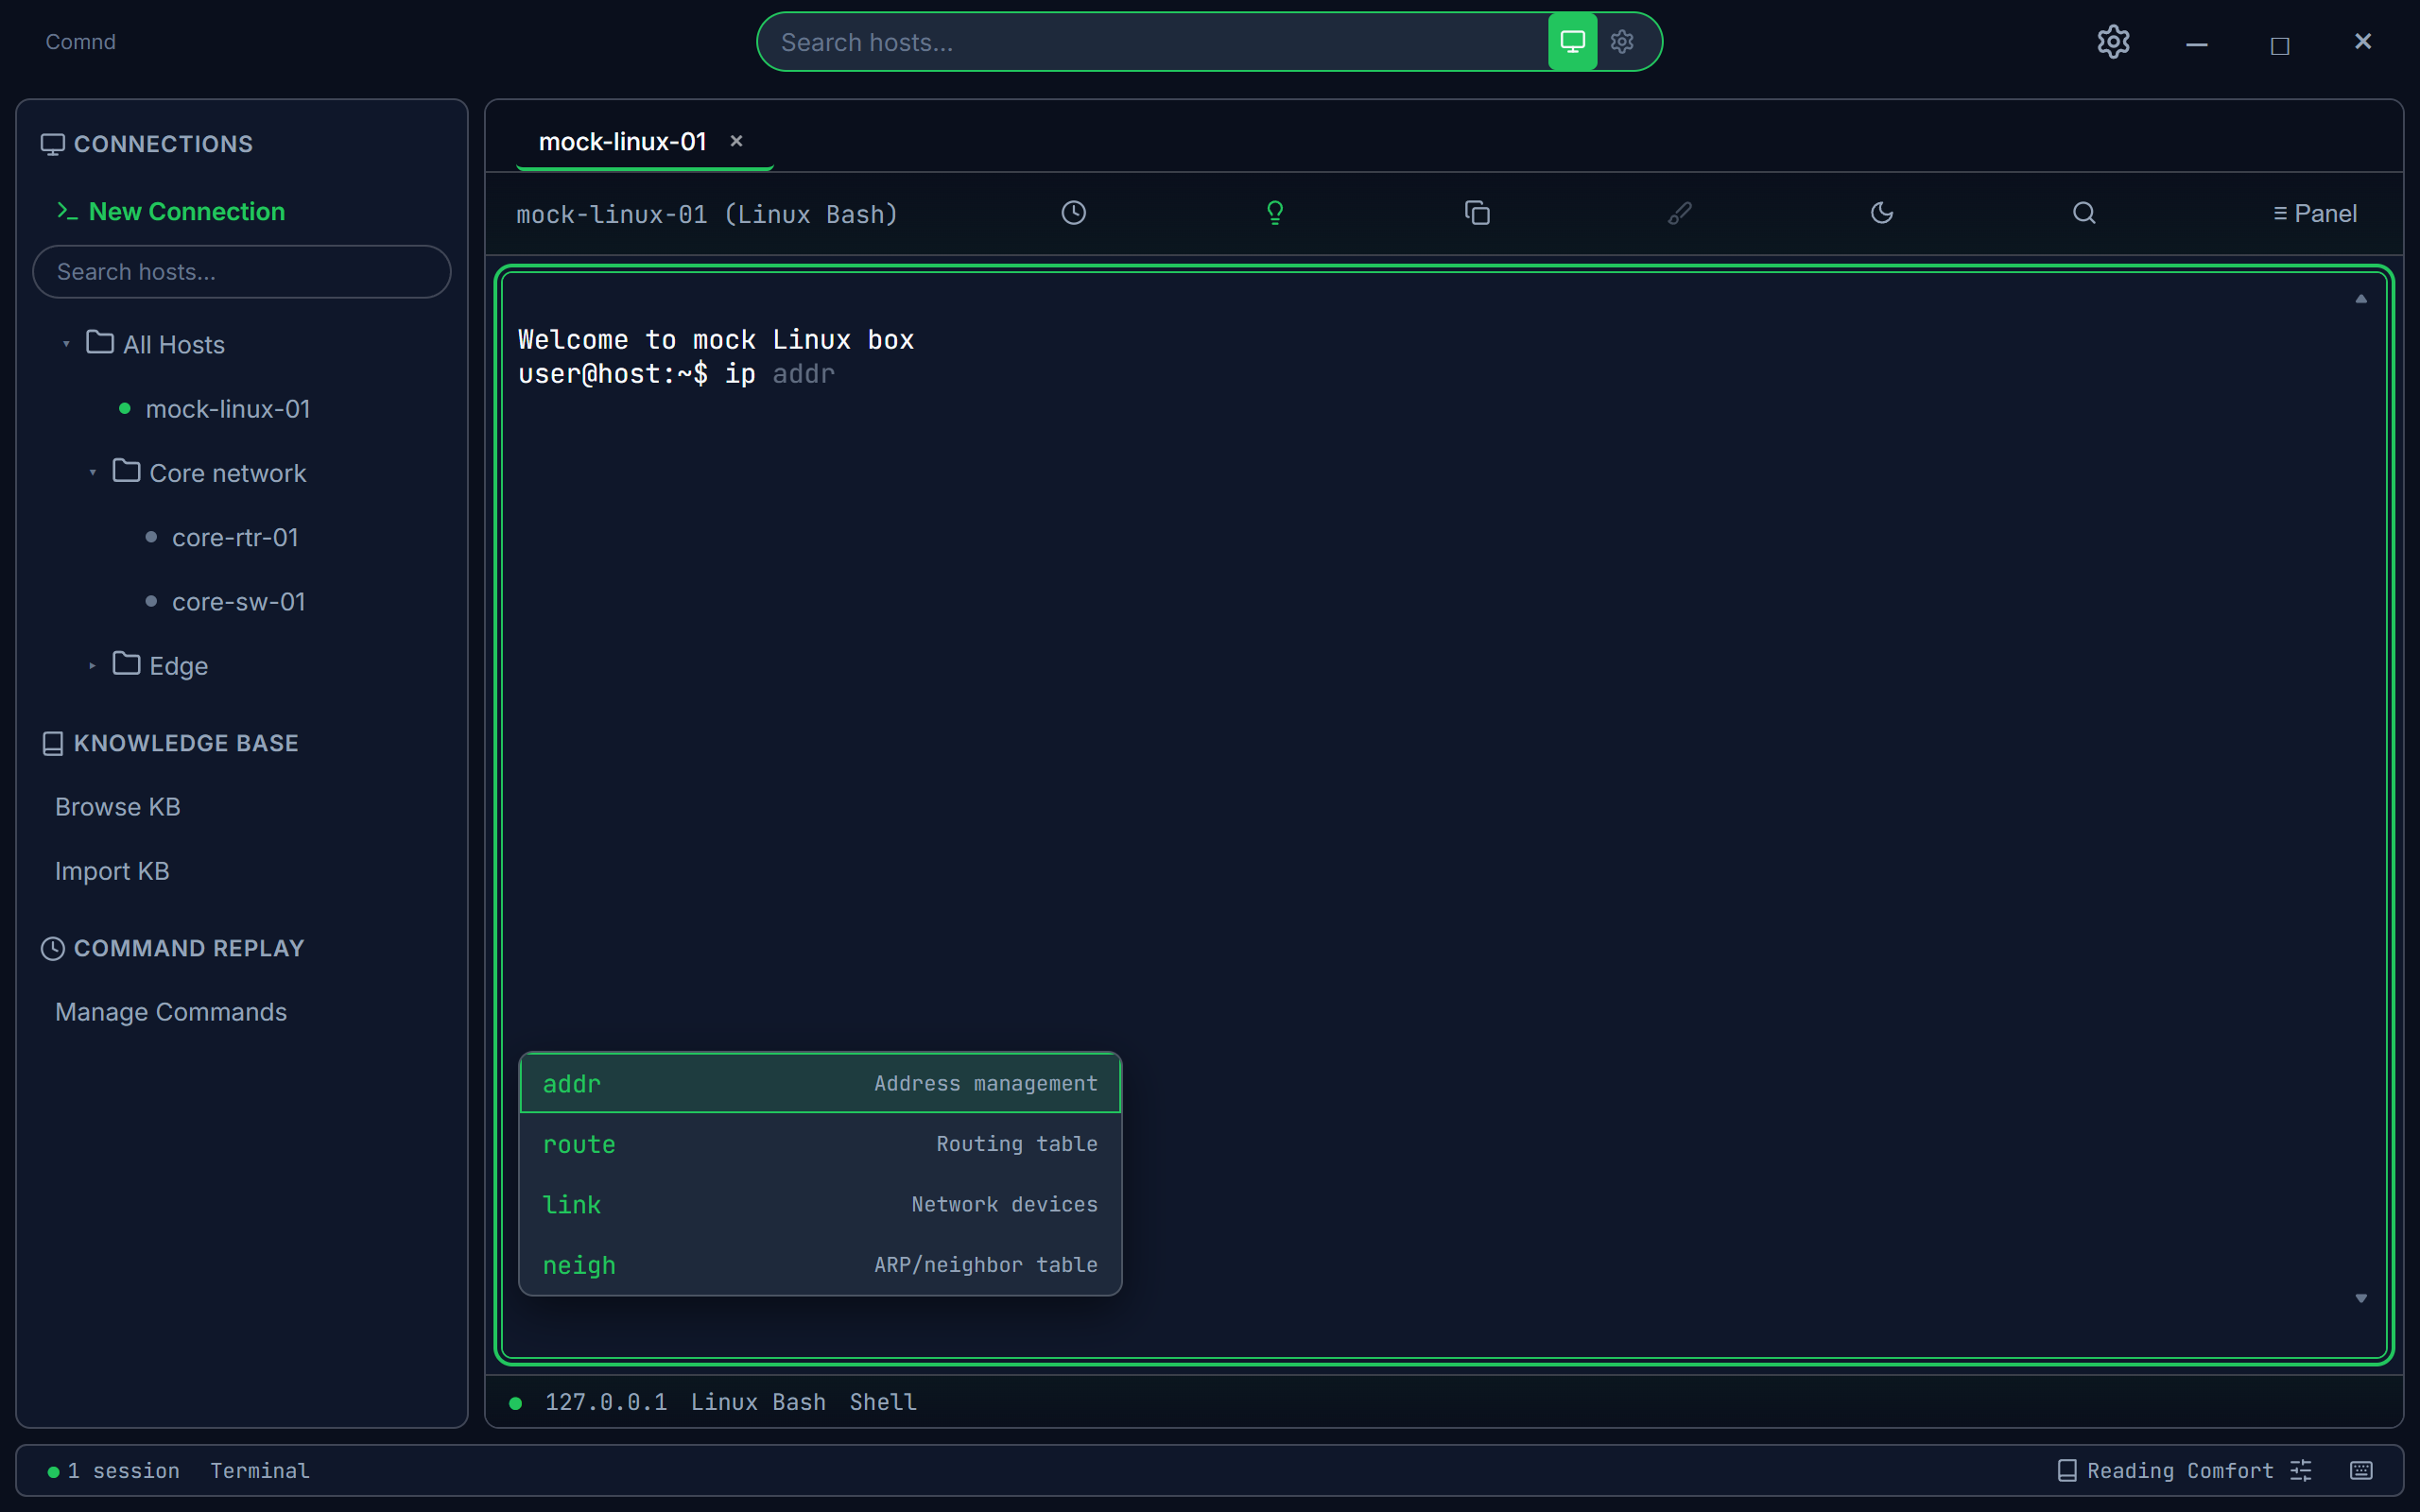 Comnd
Search hosts...
CONNECTIONS
New Connection
Search hosts...
All Hosts
mock-linux-01
Core network
core-rtr-01
core-sw-01
Edge
KNOWLEDGE BASE
Browse KB
Import KB
COMMAND REPLAY
Manage Commands
mock-linux-01
mock-linux-01 (Linux Bash)
Panel
Welcome to mock Linux box
user@host:~$ ip addr
addr Address management
route Routing table
link Network devices
neigh ARP/neighbor table
127.0.0.1 Linux Bash Shell
1 session Terminal
Reading Comfort